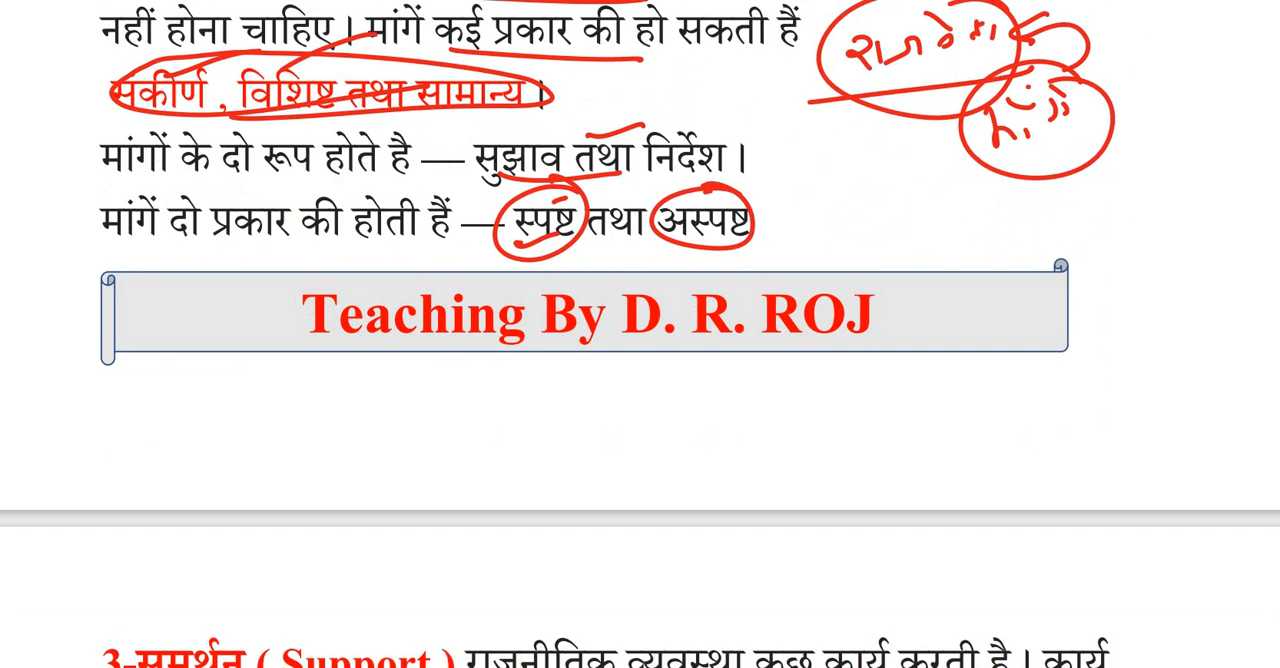 नहीं होना चाहिए । मांगें कई प्रकार की हो सकती हैं
संकीर्ण , विशिष्ट तथा सामान्य ।
मांगों के दो रूप होते है — सुझाव तथा निर्देश ।
मांगें दो प्रकार की होती हैं — स्पष्ट तथा अस्पष्ट
Teaching By D. R. ROJ
3-समर्थन ( Support ) राजनीतिक व्यवस्था कुछ कार्य करती है । कार्य